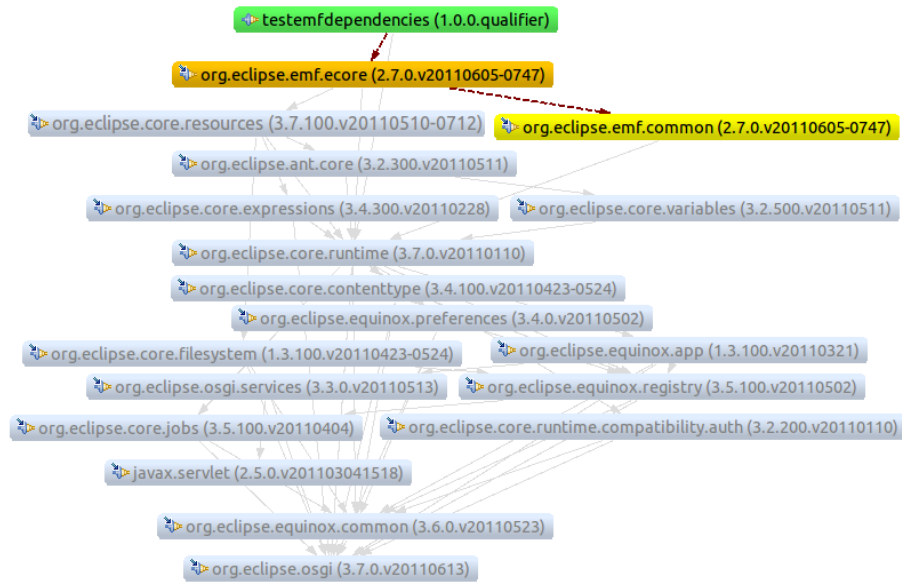 testemfdependencies (1.0.0.qualifier)
org.eclipse.emf.ecore (2.7.0.v20110605-0747)
org.eclipse.core.resources (3.7.100.v20110510-0712)
org.eclipse.emf.common (2.7.0.v20110605-0747)
org.eclipse.ant.core (3.2.300.v20110511)
org.eclipse.core.expressions (3.4.300.v20110228)
org.eclipse.core.variables (3.2.500.v20110511)
org.eclipse.core.runtime (3.7.0.v20110110)
org.eclipse.core.contenttype (3.4.100.v20110423-0524)
org.eclipse.equinox.preferences (3.4.0.v20110502)
org.eclipse.core.filesystem (1.3.100.v20110423-0524)
org.eclipse.equinox.app (1.3.100.v20110321)
org.eclipse.osgi.services (3.3.0.v20110513)
org.eclipse.equinox.registry (3.5.100.v20110502)
org.eclipse.core.jobs (3.5.100.v20110404)
org.eclipse.core.runtime.compatibility.auth (3.2.200.v20110110)
javax.servlet (2.5.0.v201103041518)
org.eclipse.equinox.common (3.6.0.v20110523)
org.eclipse.osgi (3.7.0.v20110613)